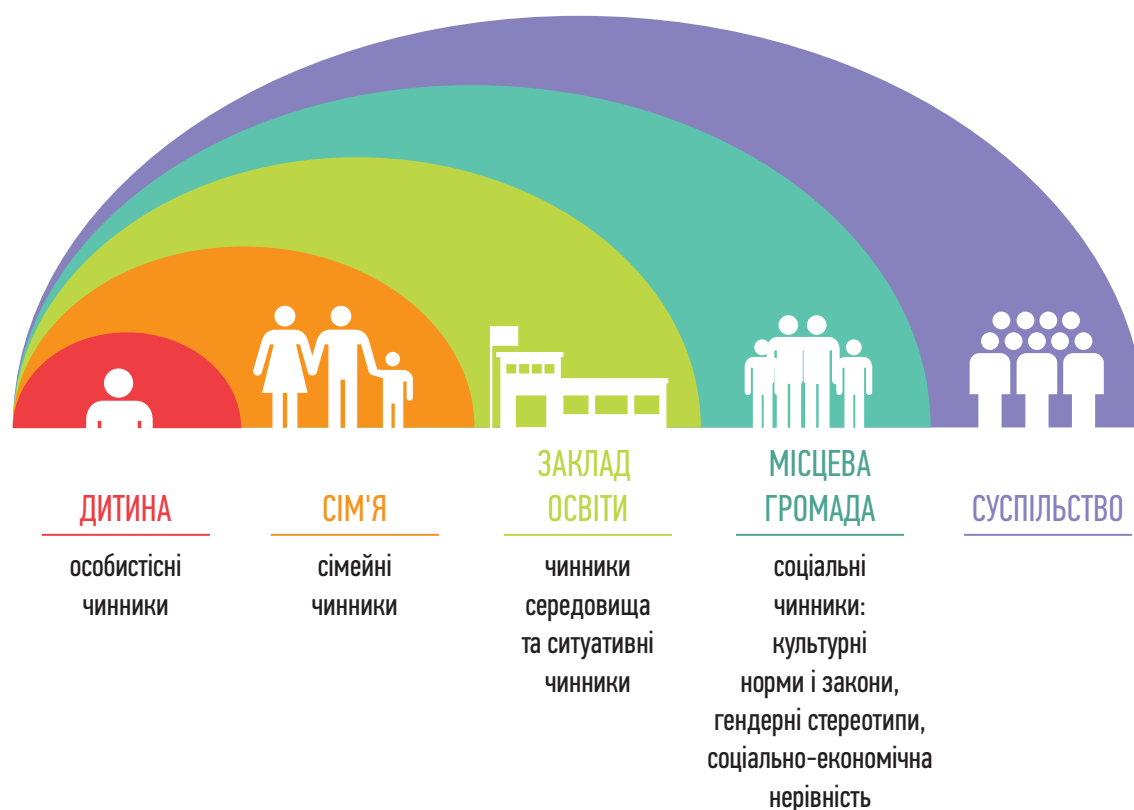 ДИТИНА
особистісні
чинники
СІМ'Я
сімейні
чинники
ЗАКЛАД
ОСВІТИ
чинники
середовища
та ситуативні
чинники
МІСЦЕВА
ГРОМАДА
соціальні
чинники:
культурні
норми і закони,
гендерні стереотипи,
соціально-економічна
нерівність
СУСПІЛЬСТВО